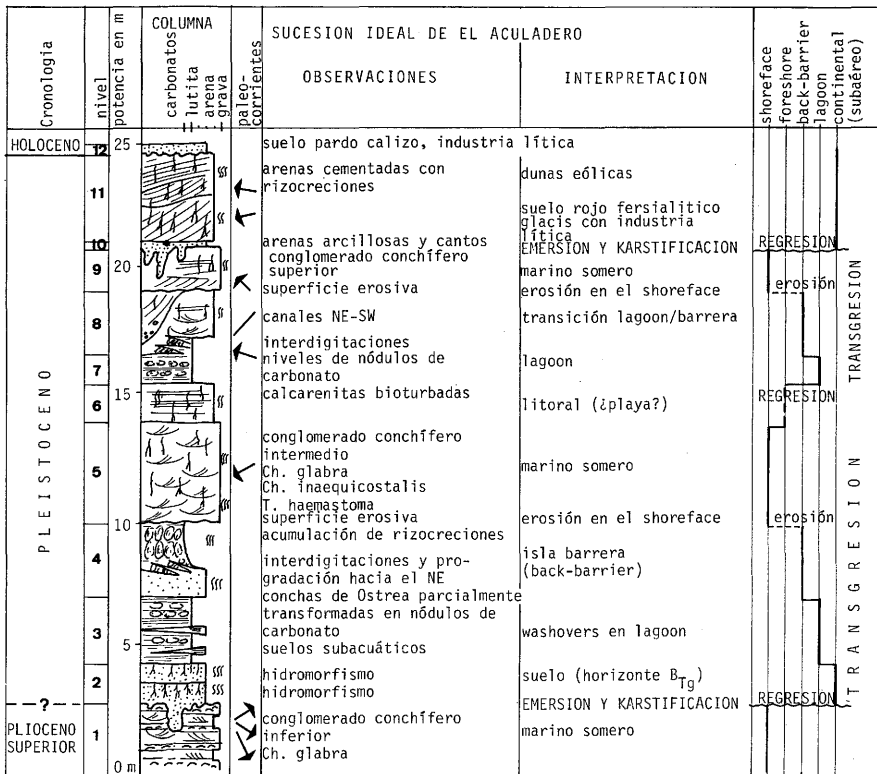 SUCESION IDEAL DE EL ACULADERO
Cronologia
nivel
potencia en m
COLUMNA
carbonatos
lutita
arena
grava
paleo-
corrientes
OBSERVACIONES
INTERPRETACION
shoreface
foreshore
back-barrier
lagoon
continental
(subaéreo)
HOLOCENO
PLEISTOCENO
?
PLIOCENO
SUPERIOR
12
11
10
9
8
7
6
5
4
3
2
1
25
20
15
10
5
0 m
suelo pardo calizo, industria lítica
arenas cementadas con
rizocreciones
arenas arcillosas y cantos
conglomerado conchífero
superior
superficie erosiva
canales NE-SW
interdigitaciones
niveles de nódulos de
carbonato
calcarenitas bioturbadas
conglomerado conchífero
intermedio
Ch. glabra
Ch. inaequicostalis
T. haemastoma
superficie erosiva
acumulación de rizocreciones
interdigitaciones y pro-
gradación hacia el NE
conchas de Ostrea parcialmente
transformadas en nódulos de
carbonato
suelos subacuáticos
hidromorfismo
hidromorfismo
conglomerado conchífero
inferior
Ch. glabra
dunas eólicas
suelo rojo fersialitico
glacis con industria
lítica
EMERSION Y KARSTIFICACION
marino somero
erosión en el shoreface
transición lagoon/barrera
lagoon
litoral (¿playa?)
marino somero
erosión en el shoreface
isla barrera
(back-barrier)
washovers en lagoon
suelo (horizonte BTg)
EMERSION Y KARSTIFICACION
marino somero
REGRESION
erosión
REGRESION
erosión
REGRESION
TRANSGRESION
TRANSGRESION